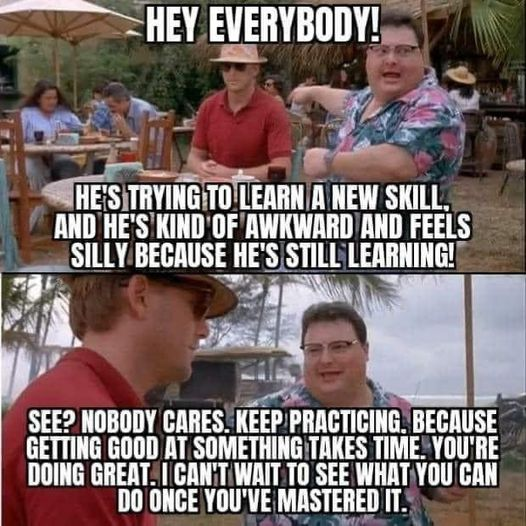 HEY EVERYBODY!
HE'S TRYING TO LEARN A NEW SKILL,
AND HE'S KIND OF AWKWARD AND FEELS
SILLY BECAUSE HE'S STILL LEARNING!
SEE? NOBODY CARES. KEEP PRACTICING, BECAUSE
GETTING GOOD AT SOMETHING TAKES TIME. YOU'RE
DOING GREAT. I CAN'T WAIT TO SEE WHAT YOU CAN
DO ONCE YOU'VE MASTERED IT.